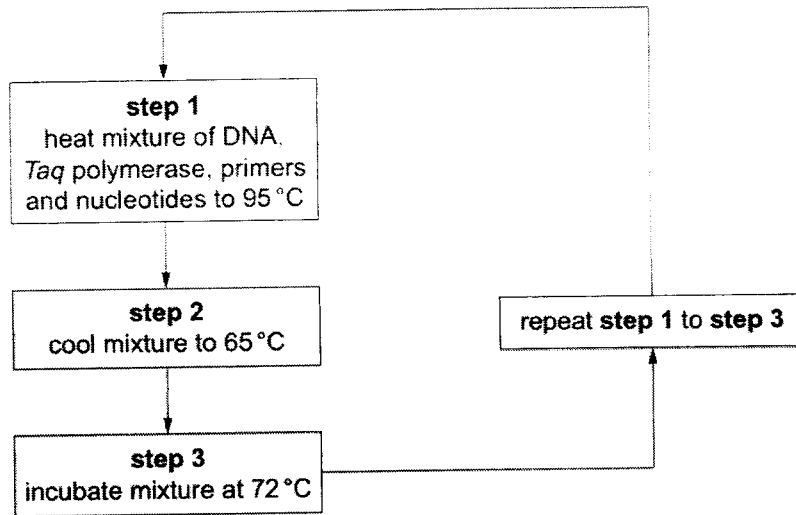 step 1
heat mixture of DNA,
Taq polymerase, primers
and nucleotides to 95 °C
step 2
cool mixture to 65 °C
step 3
incubate mixture at 72 °C
repeat step 1 to step 3